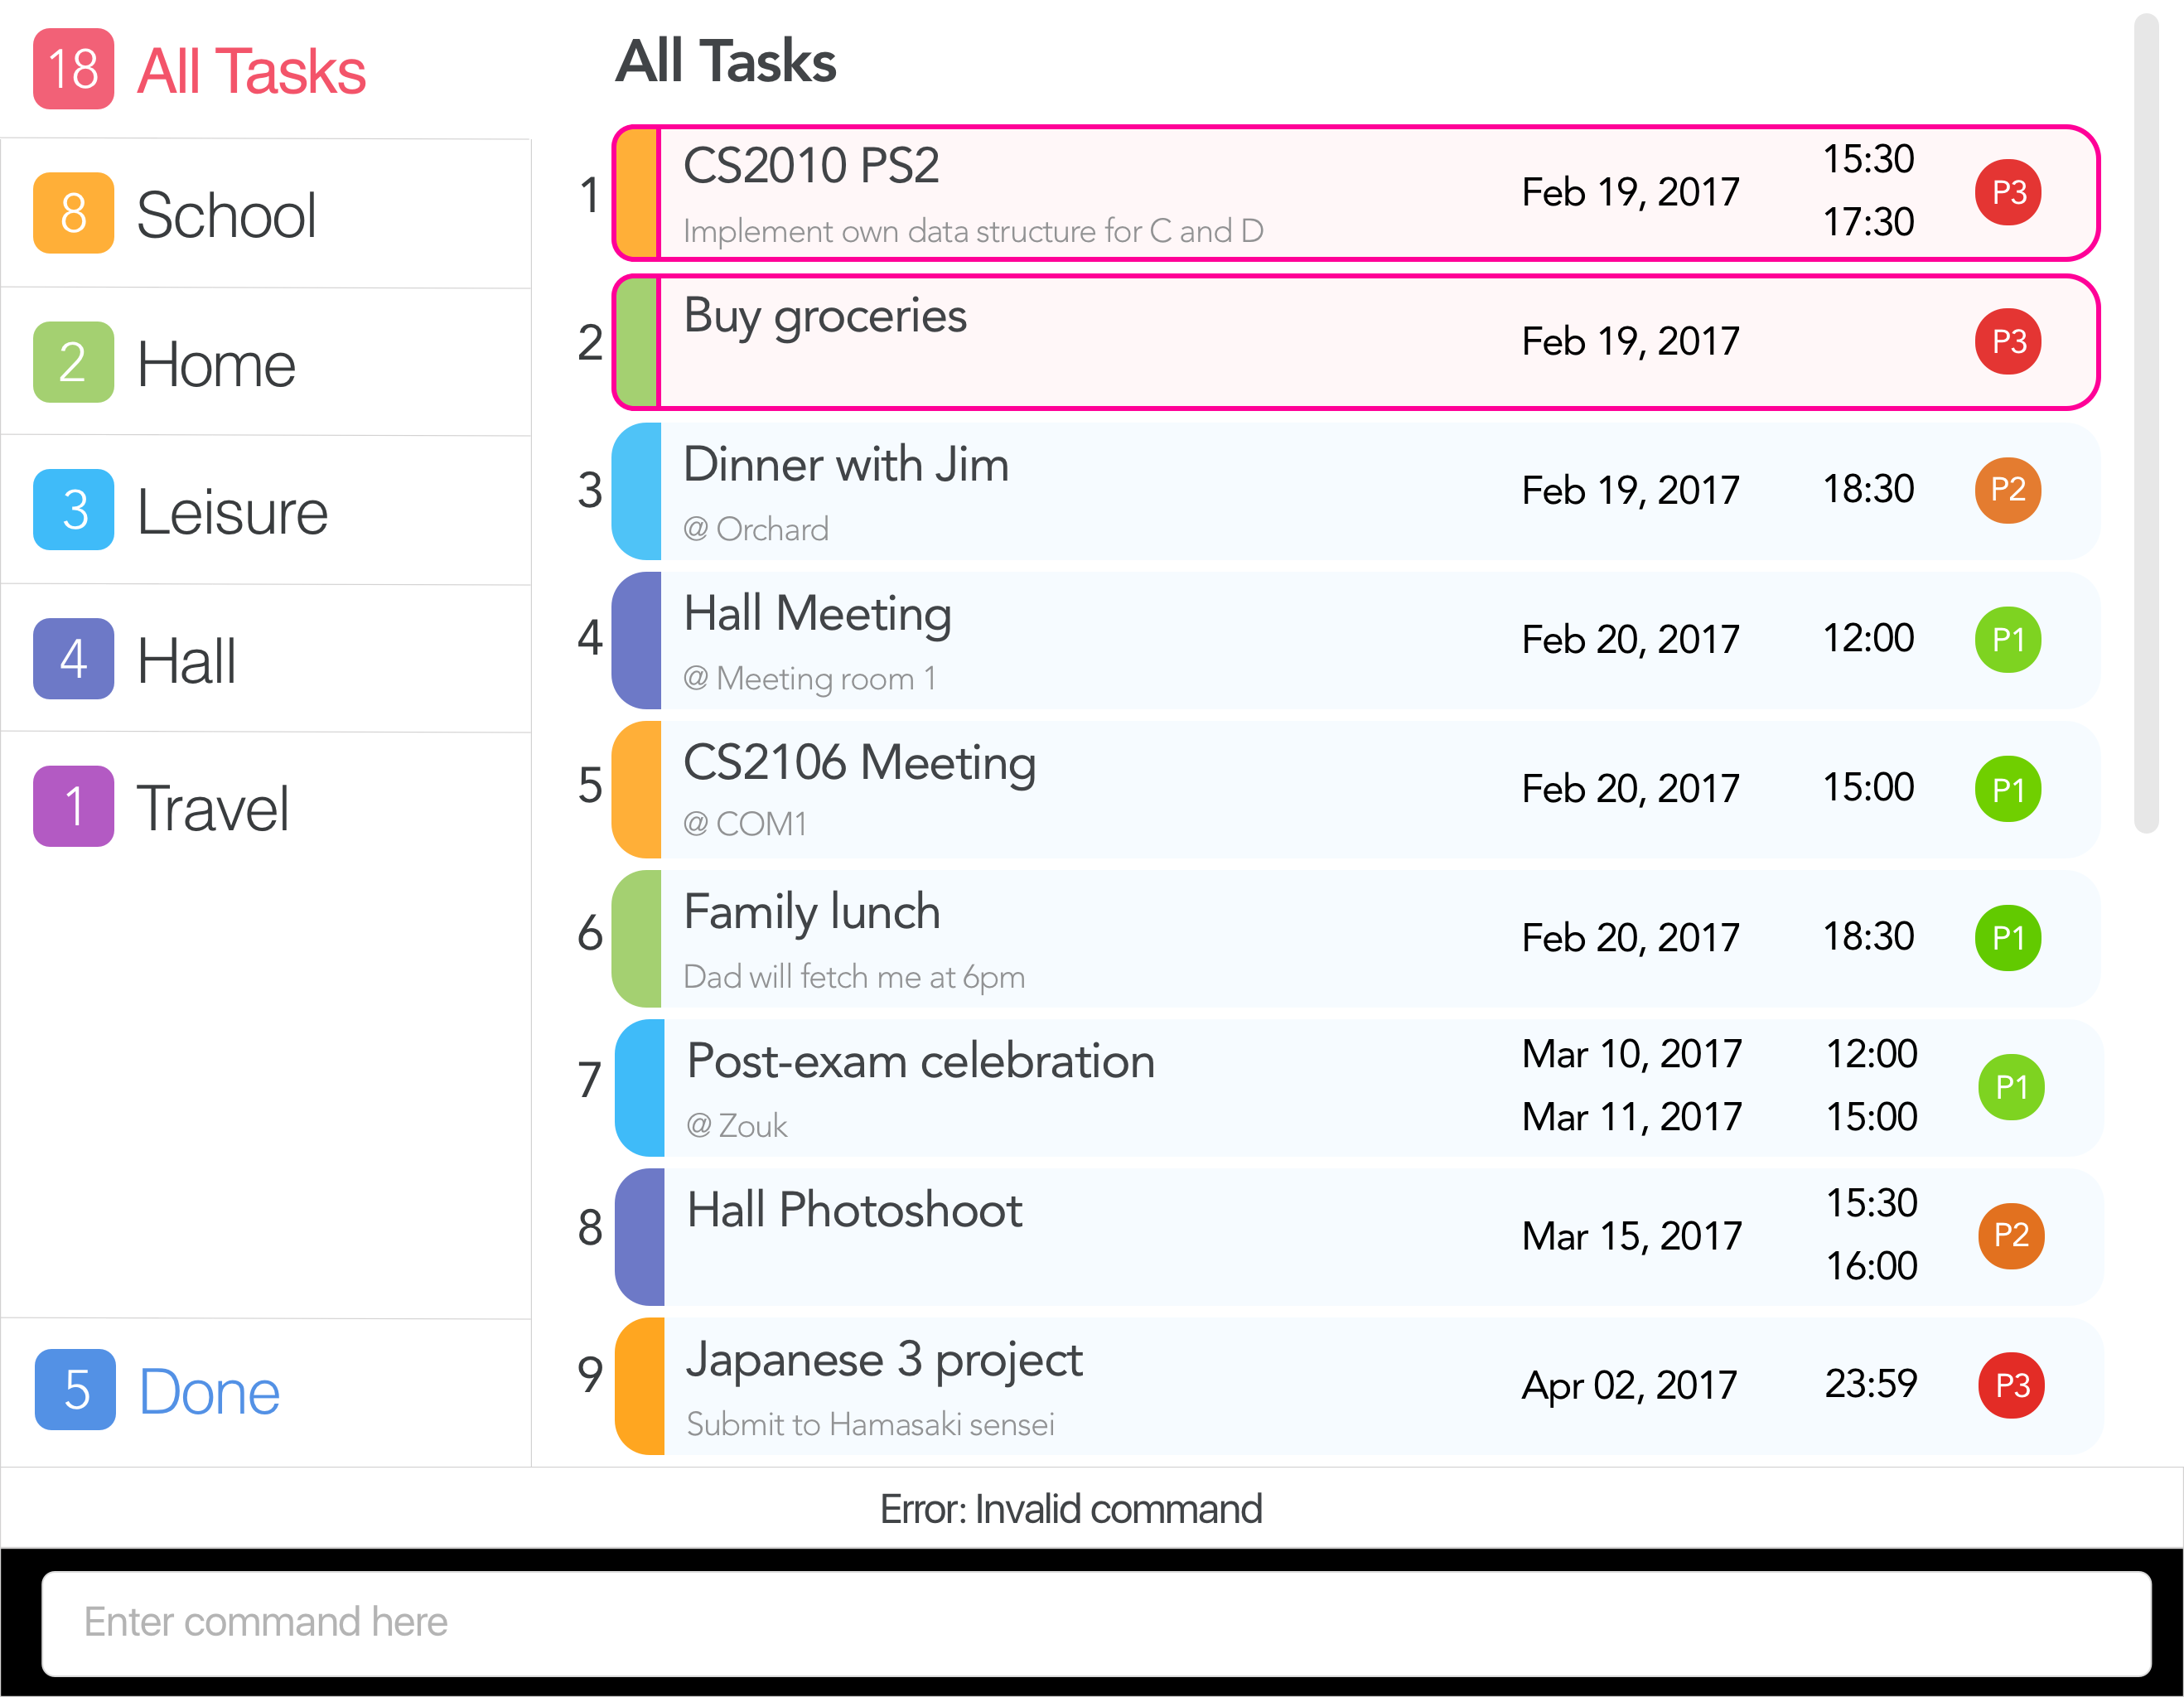 18 All Tasks
8 School
2 Home
3 Leisure
4 Hall
1 Travel
5 Done
All Tasks
1 CS2010 PS2 Feb 19, 2017 15:30 17:30 P3
Implement own data structure for C and D
2 Buy groceries Feb 19, 2017 P3
3 Dinner with Jim Feb 19, 2017 18:30 P2
@ Orchard
4 Hall Meeting Feb 20, 2017 12:00 P1
@ Meeting room 1
5 CS2106 Meeting Feb 20, 2017 15:00 P1
@ COM1
6 Family lunch Feb 20, 2017 18:30 P1
Dad will fetch me at 6pm
7 Post-exam celebration Mar 10, 2017 12:00 P1
@ Zouk Mar 11, 2017 15:00
8 Hall Photoshoot Mar 15, 2017 15:30 16:00 P2
9 Japanese 3 project Apr 02, 2017 23:59 P3
Submit to Hamasaki sensei
Error: Invalid command
Enter command here